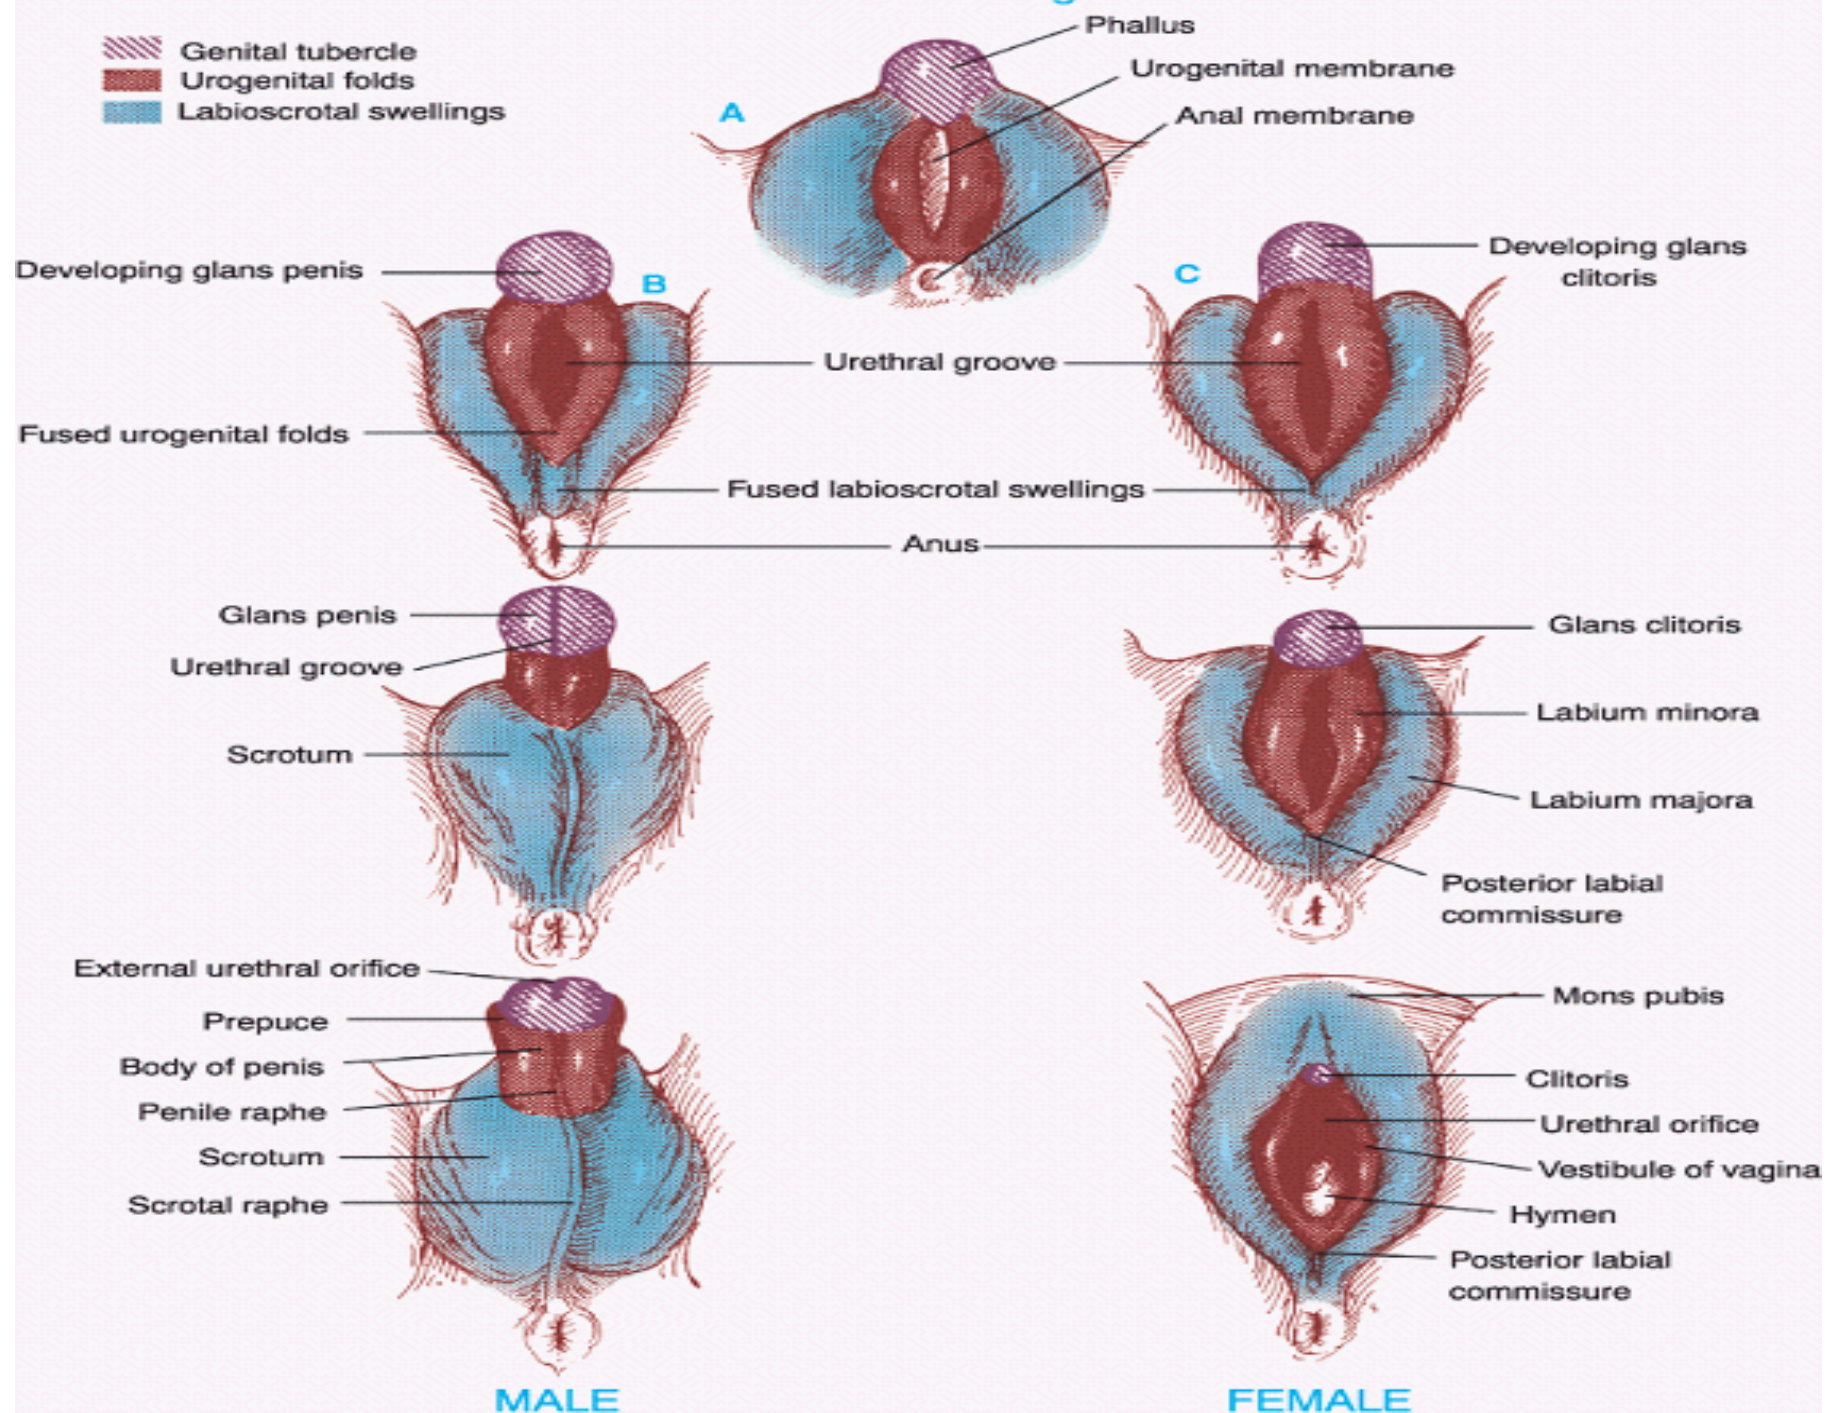 Genital tubercle
Urogenital folds
Labioscrotal swellings
Phallus
Urogenital membrane
Anal membrane
A
Developing glans penis
B
C
Developing glans
clitoris
Urethral groove
Fused urogenital folds
Fused labioscrotal swellings
Anus
Glans penis
Urethral groove
Scrotum
Glans clitoris
Labium minora
Labium majora
Posterior labial
commissure
External urethral orifice
Prepuce
Body of penis
Penile raphe
Scrotum
Scrotal raphe
Mons pubis
Clitoris
Urethral orifice
Vestibule of vagina
Hymen
Posterior labial
commissure
MALE
FEMALE